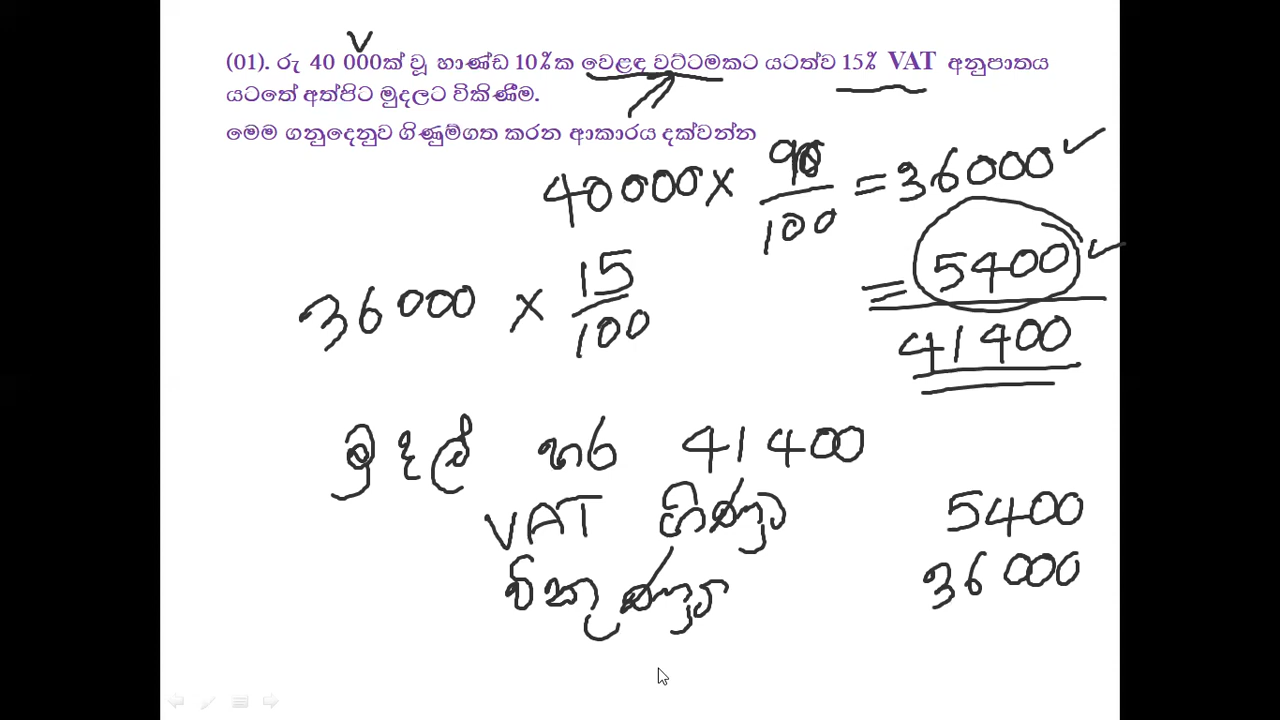 (01). රු 40 000ක් වූ භාණ්ඩ 10%ක වෙළඳ වට්ටමකට යටත්ව 15% VAT අනුපාතය
යටතේ අත්පිට මුදලට විකිණීම.
මෙම ගනුදෙනුව ගිණුම්ගත කරන ආකාරය දක්වන්න
40000 × 90/100 = 36000 ✓
36000 × 15/100 = 5400 ✓
41400
මුදල් හර 41400
VAT ගිණුම 5400
විකුණුම් 36000